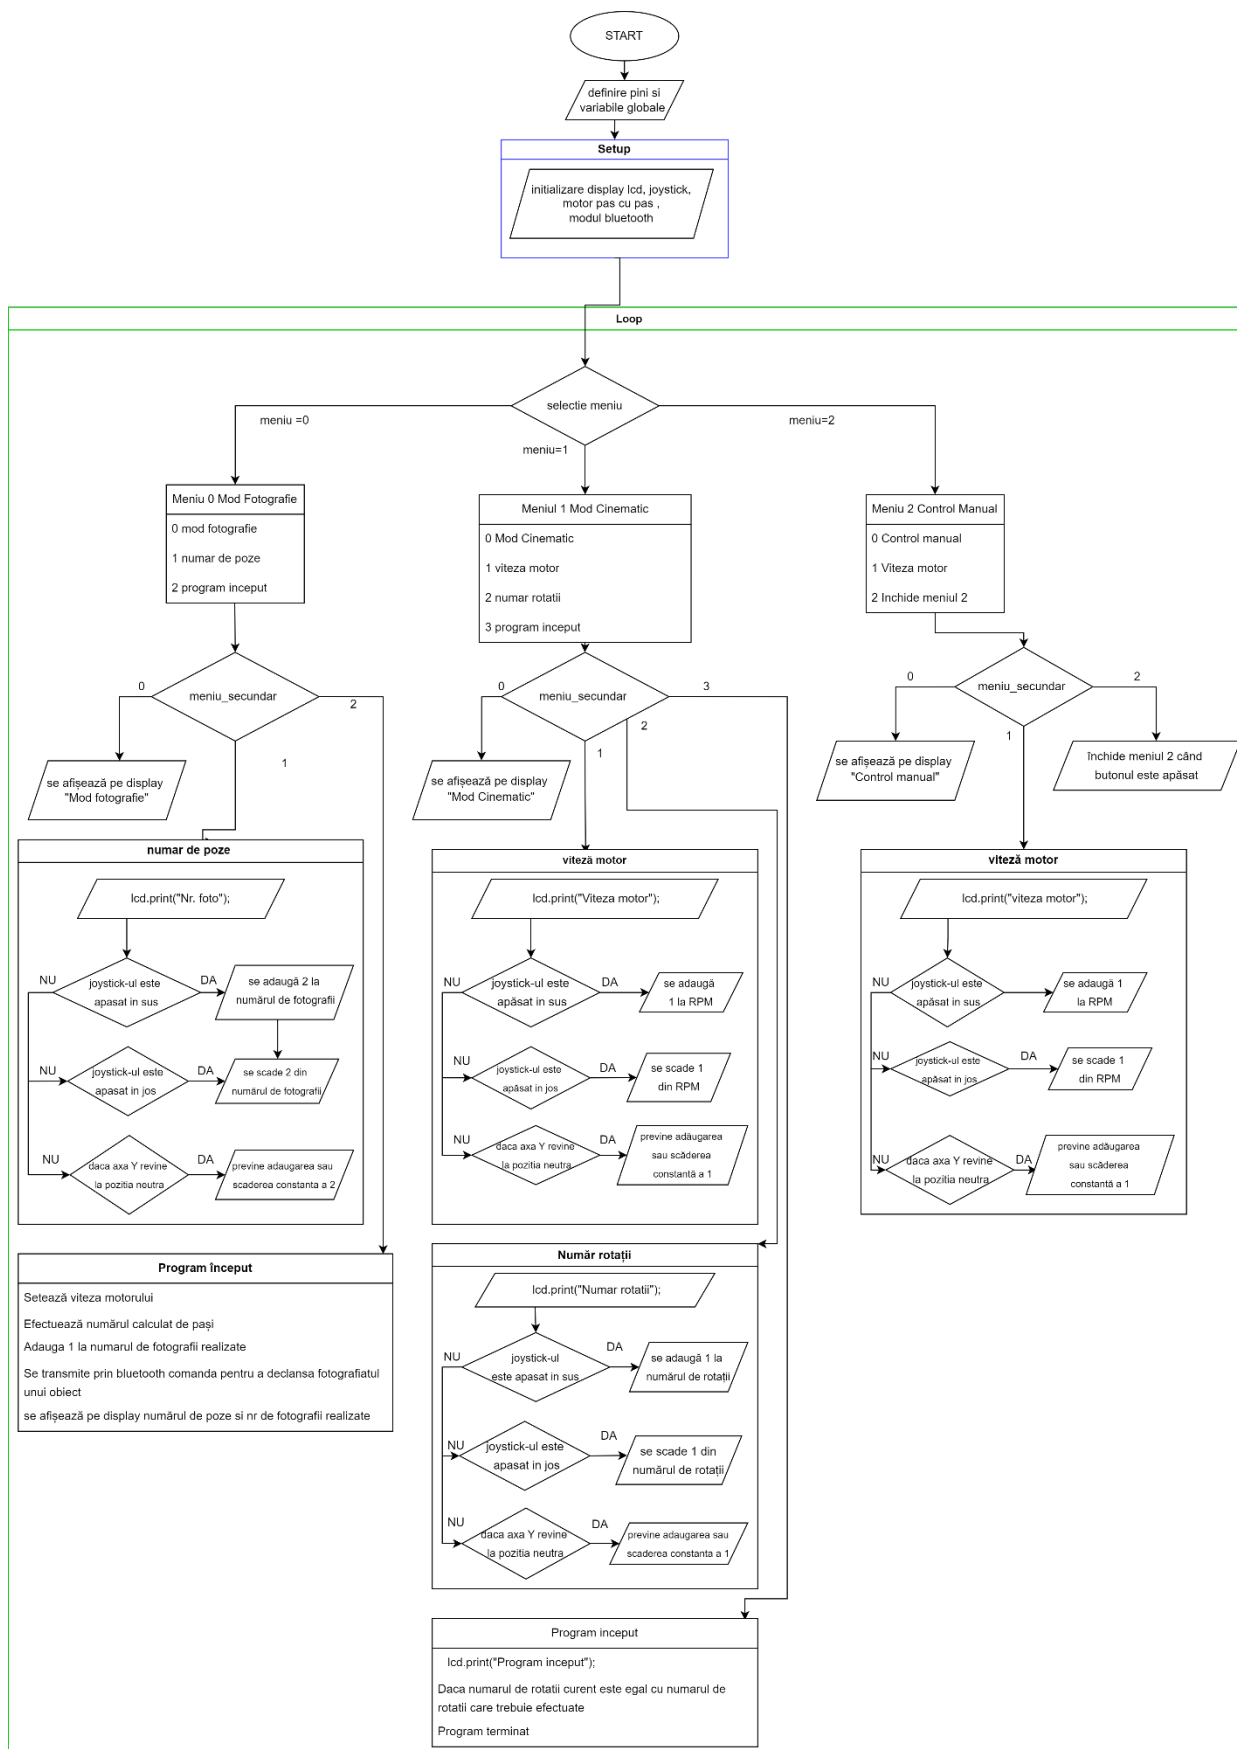 START
definire pini si
variabile globale
Setup
initializare display lcd, joystick,
motor pas cu pas ,
modul bluetooth
Loop
selectie meniu
meniu =0
meniu=1
meniu=2
Meniu 0 Mod Fotografie
0 mod fotografie
1 numar de poze
2 program inceput
Meniul 1 Mod Cinematic
0 Mod Cinematic
1 viteza motor
2 numar rotatii
3 program inceput
Meniu 2 Control Manual
0 Control manual
1 Viteza motor
2 Inchide meniul 2
meniu_secundar
0
2
1
se afișează pe display
"Mod fotografie"
meniu_secundar
0
3
2
1
se afișează pe display
"Mod Cinematic"
meniu_secundar
0
2
1
se afișează pe display
"Control manual"
închide meniul 2 când
butonul este apăsat
numar de poze
lcd.print("Nr. foto");
NU
joystick-ul este
apasat in sus
DA
se adaugă 2 la
numărul de fotografii
NU
joystick-ul este
apasat in jos
DA
se scade 2 din
numărul de fotografii
NU
daca axa Y revine
la pozitia neutra
DA
previne adaugarea sau
scaderea constanta a 2
viteză motor
lcd.print("Viteza motor");
NU
joystick-ul este
apăsat in sus
DA
se adaugă
1 la RPM
NU
joystick-ul este
apăsat in jos
DA
se scade 1
din RPM
NU
daca axa Y revine
la pozitia neutra
DA
previne adăugarea
sau scăderea
constantă a 1
viteză motor
lcd.print("viteza motor");
NU
joystick-ul este
apăsat in sus
DA
se adaugă 1
la RPM
NU
joystick-ul este
apăsat in jos
DA
se scade 1
din RPM
NU
daca axa Y revine
la pozitia neutra
DA
previne adăugarea
sau scăderea
constantă a 1
Program început
Setează viteza motorului
Efectuează numărul calculat de pași
Adauga 1 la numarul de fotografii realizate
Se transmite prin bluetooth comanda pentru a declansa fotografiatul
unui obiect
se afișează pe display numărul de poze si nr de fotografii realizate
Număr rotații
lcd.print("Numar rotatii");
NU
joystick-ul
este apasat in sus
DA
se adaugă 1 la
numărul de rotații
NU
joystick-ul este
apasat in jos
DA
se scade 1 din
numărul de rotații
NU
daca axa Y revine
la pozitia neutra
DA
previne adaugarea sau
scaderea constanta a 1
Program inceput
lcd.print("Program inceput");
Daca numarul de rotatii curent este egal cu numarul de
rotatii care trebuie efectuate
Program terminat